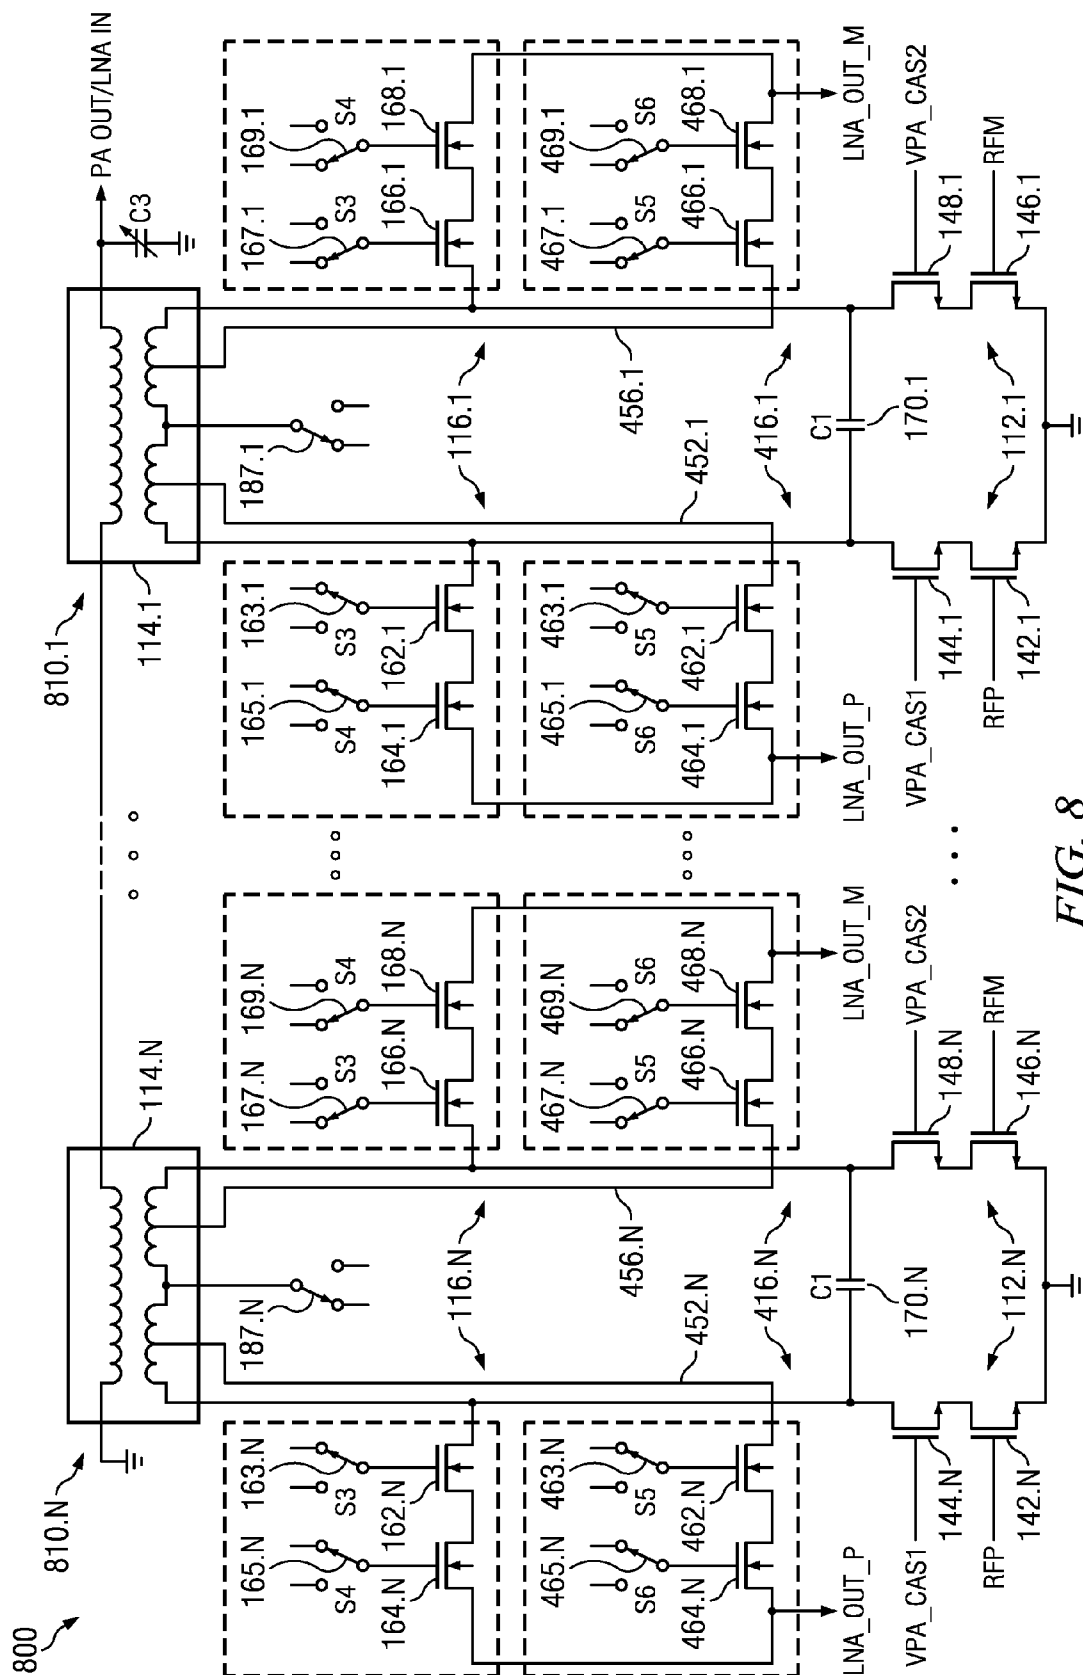 800
810.N
114.N
810.1
114.1
PA OUT/LNA IN
C3
165.N
S4
164.N
163.N
S3
162.N
187.N
116.N
167.N
S3
166.N
169.N
S4
168.N
165.1
S4
164.1
163.1
S3
162.1
187.1
116.1
167.1
S3
166.1
169.1
S4
168.1
465.N
S6
464.N
463.N
S5
462.N
452.N
456.N
416.N
467.N
S5
466.N
469.N
S6
468.N
465.1
S6
464.1
463.1
S5
462.1
452.1
456.1
416.1
467.1
S5
466.1
469.1
S6
468.1
LNA_OUT_P
LNA_OUT_M
LNA_OUT_P
LNA_OUT_M
C1
170.N
C1
170.1
VPA_CAS1
144.N
VPA_CAS2
148.N
VPA_CAS1
144.1
VPA_CAS2
148.1
RFP
142.N
112.N
RFM
146.N
RFP
142.1
112.1
RFM
146.1
FIG. 8